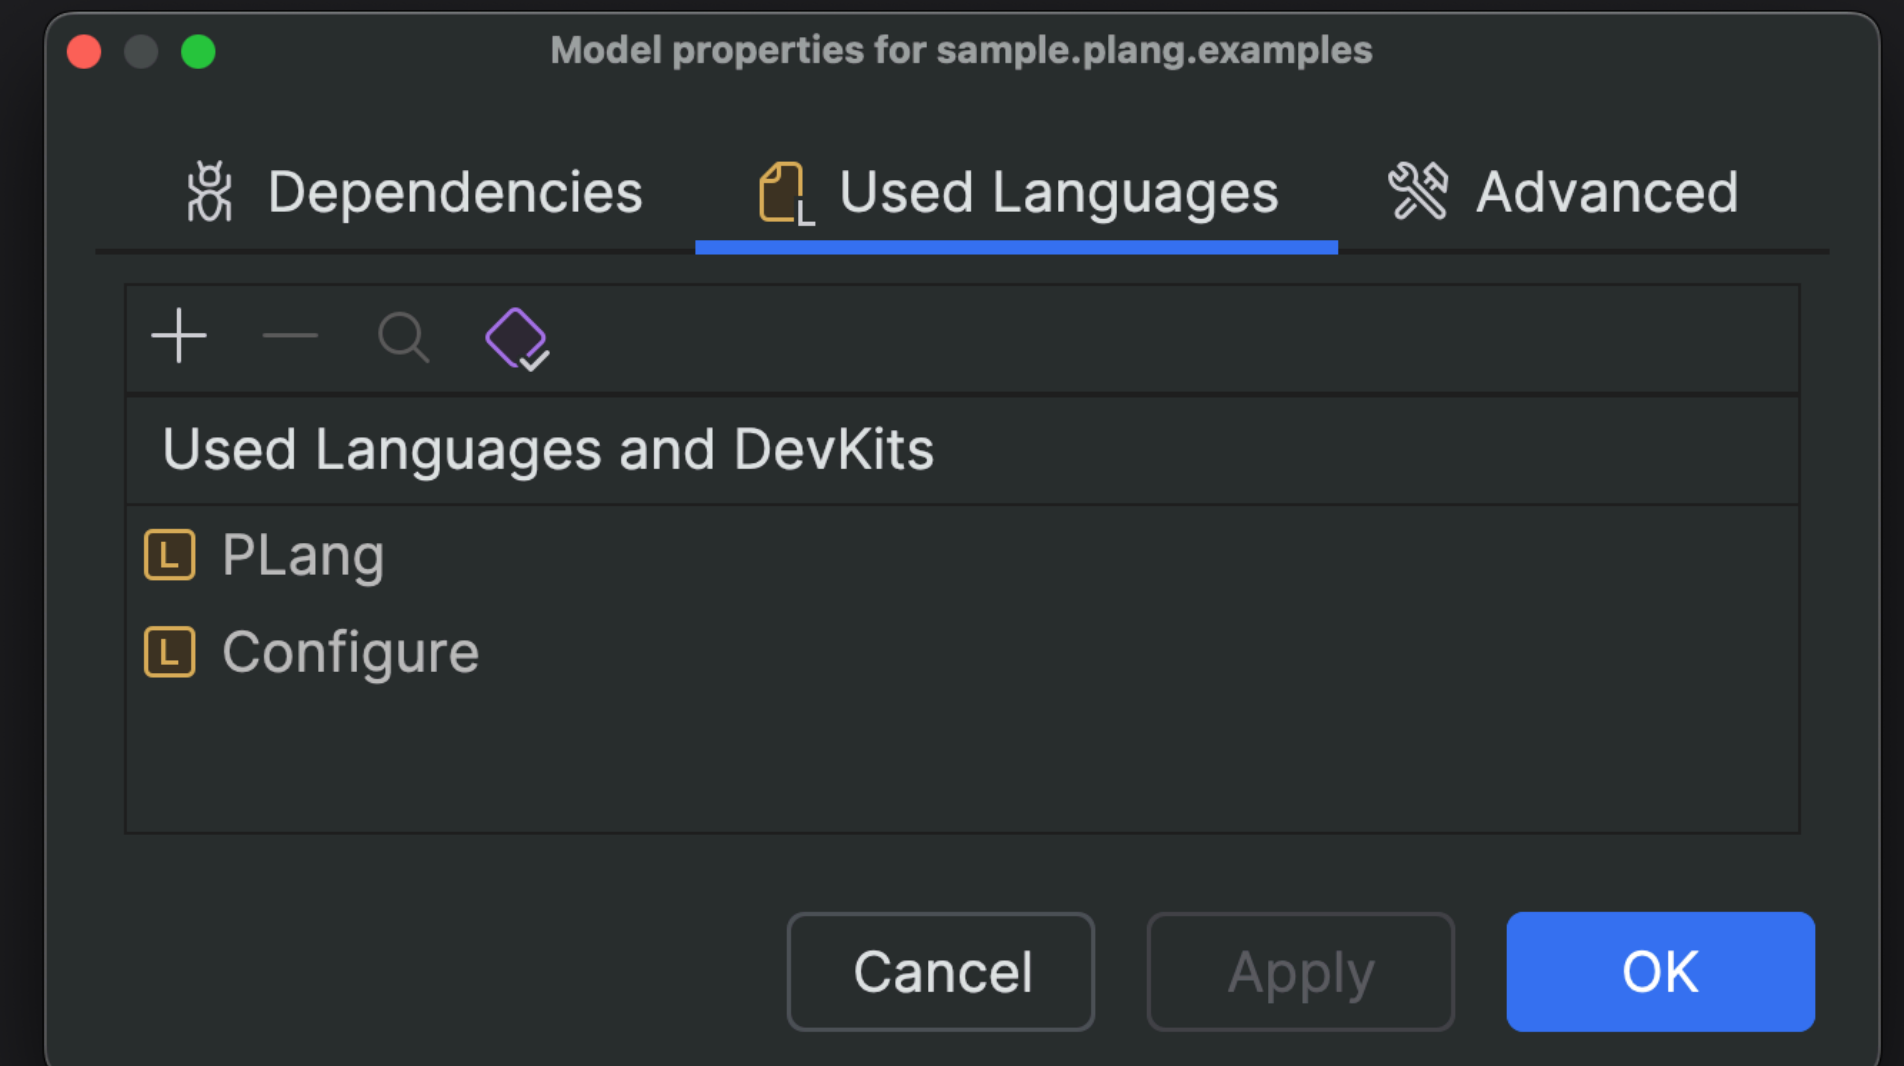 Model properties for sample.plang.examples
Dependencies
Used Languages
Advanced
Used Languages and DevKits
L PLang
L Configure
Cancel
Apply
OK